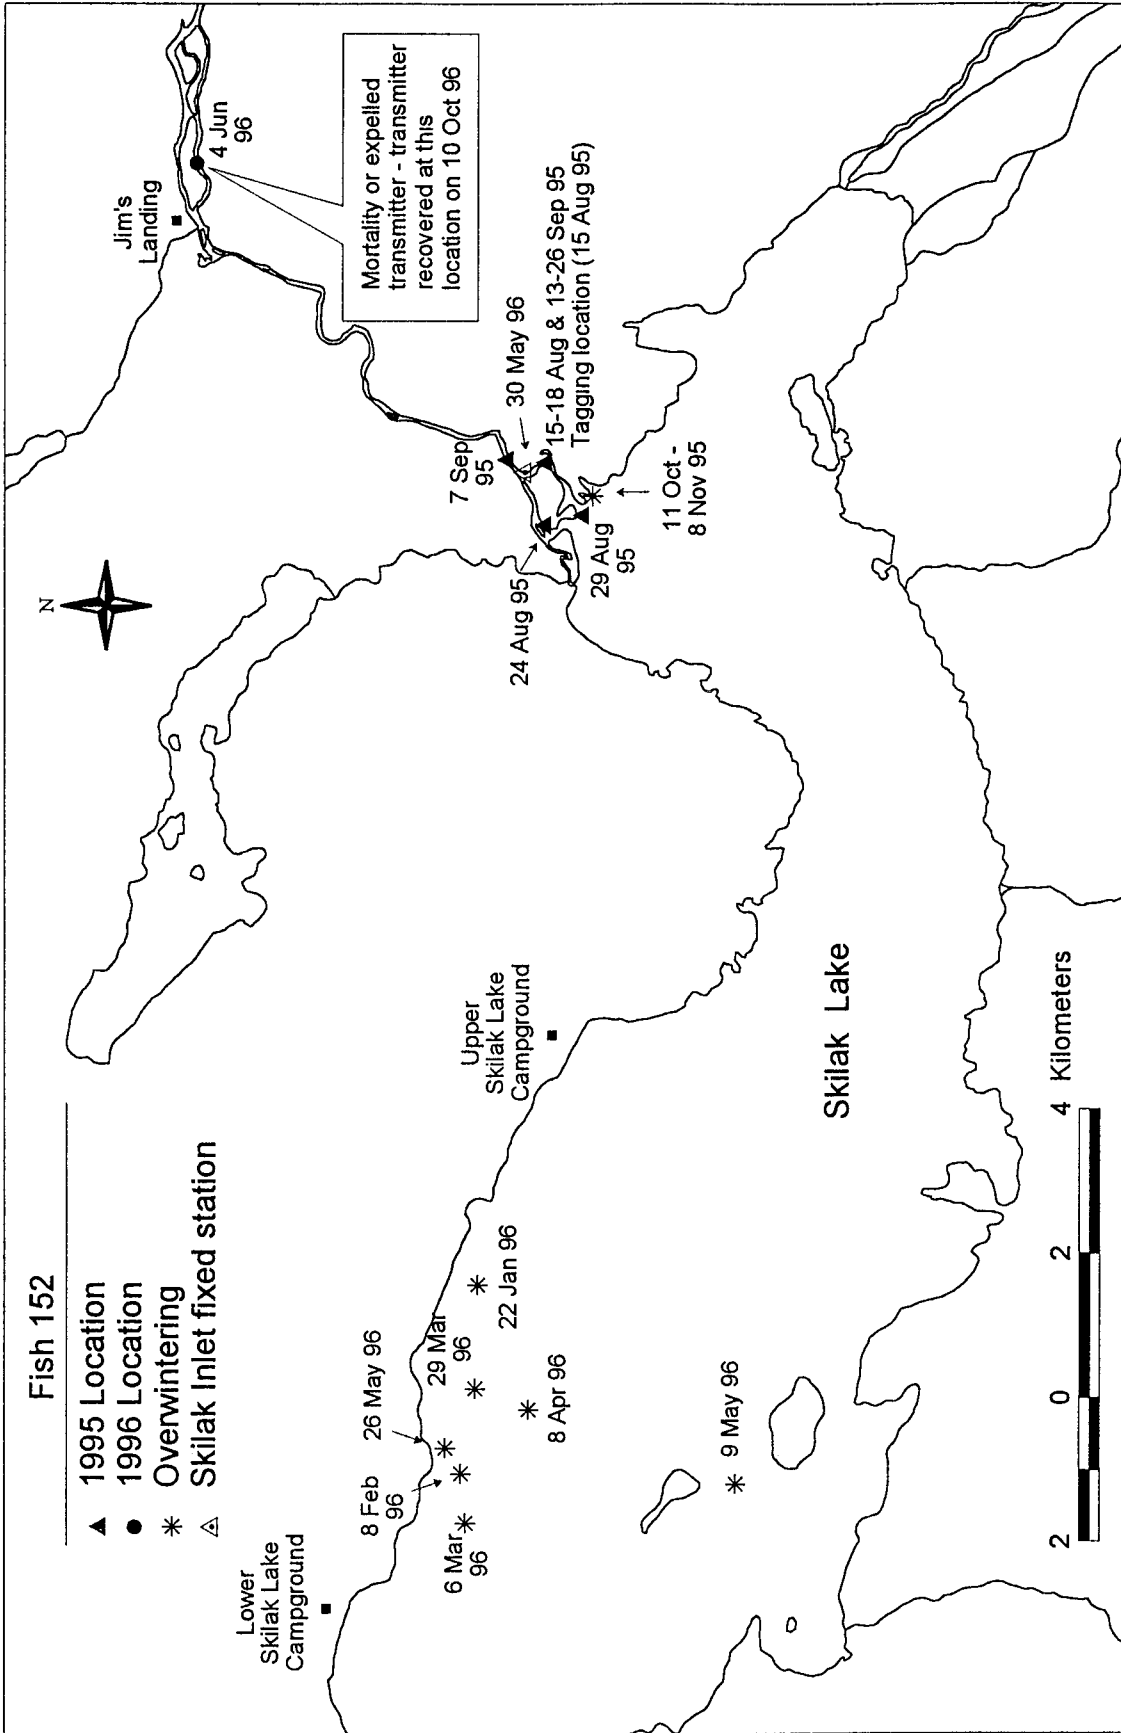 Fish 152
1995 Location
1996 Location
Overwintering
Skilak Inlet fixed station
N
Jim's
Landing
4 Jun
96
Mortality or expelled
transmitter - transmitter
recovered at this
location on 10 Oct 96
7 Sep
95
30 May 96
15-18 Aug & 13-26 Sep 95
Tagging location (15 Aug 95)
24 Aug 95
29 Aug
95
11 Oct -
8 Nov 95
Lower
Skilak Lake
Campground
Upper
Skilak Lake
Campground
8 Feb
96
26 May 96
29 Mar
96
6 Mar
96
22 Jan 96
8 Apr 96
9 May 96
Skilak Lake
2 0 2 4 Kilometers